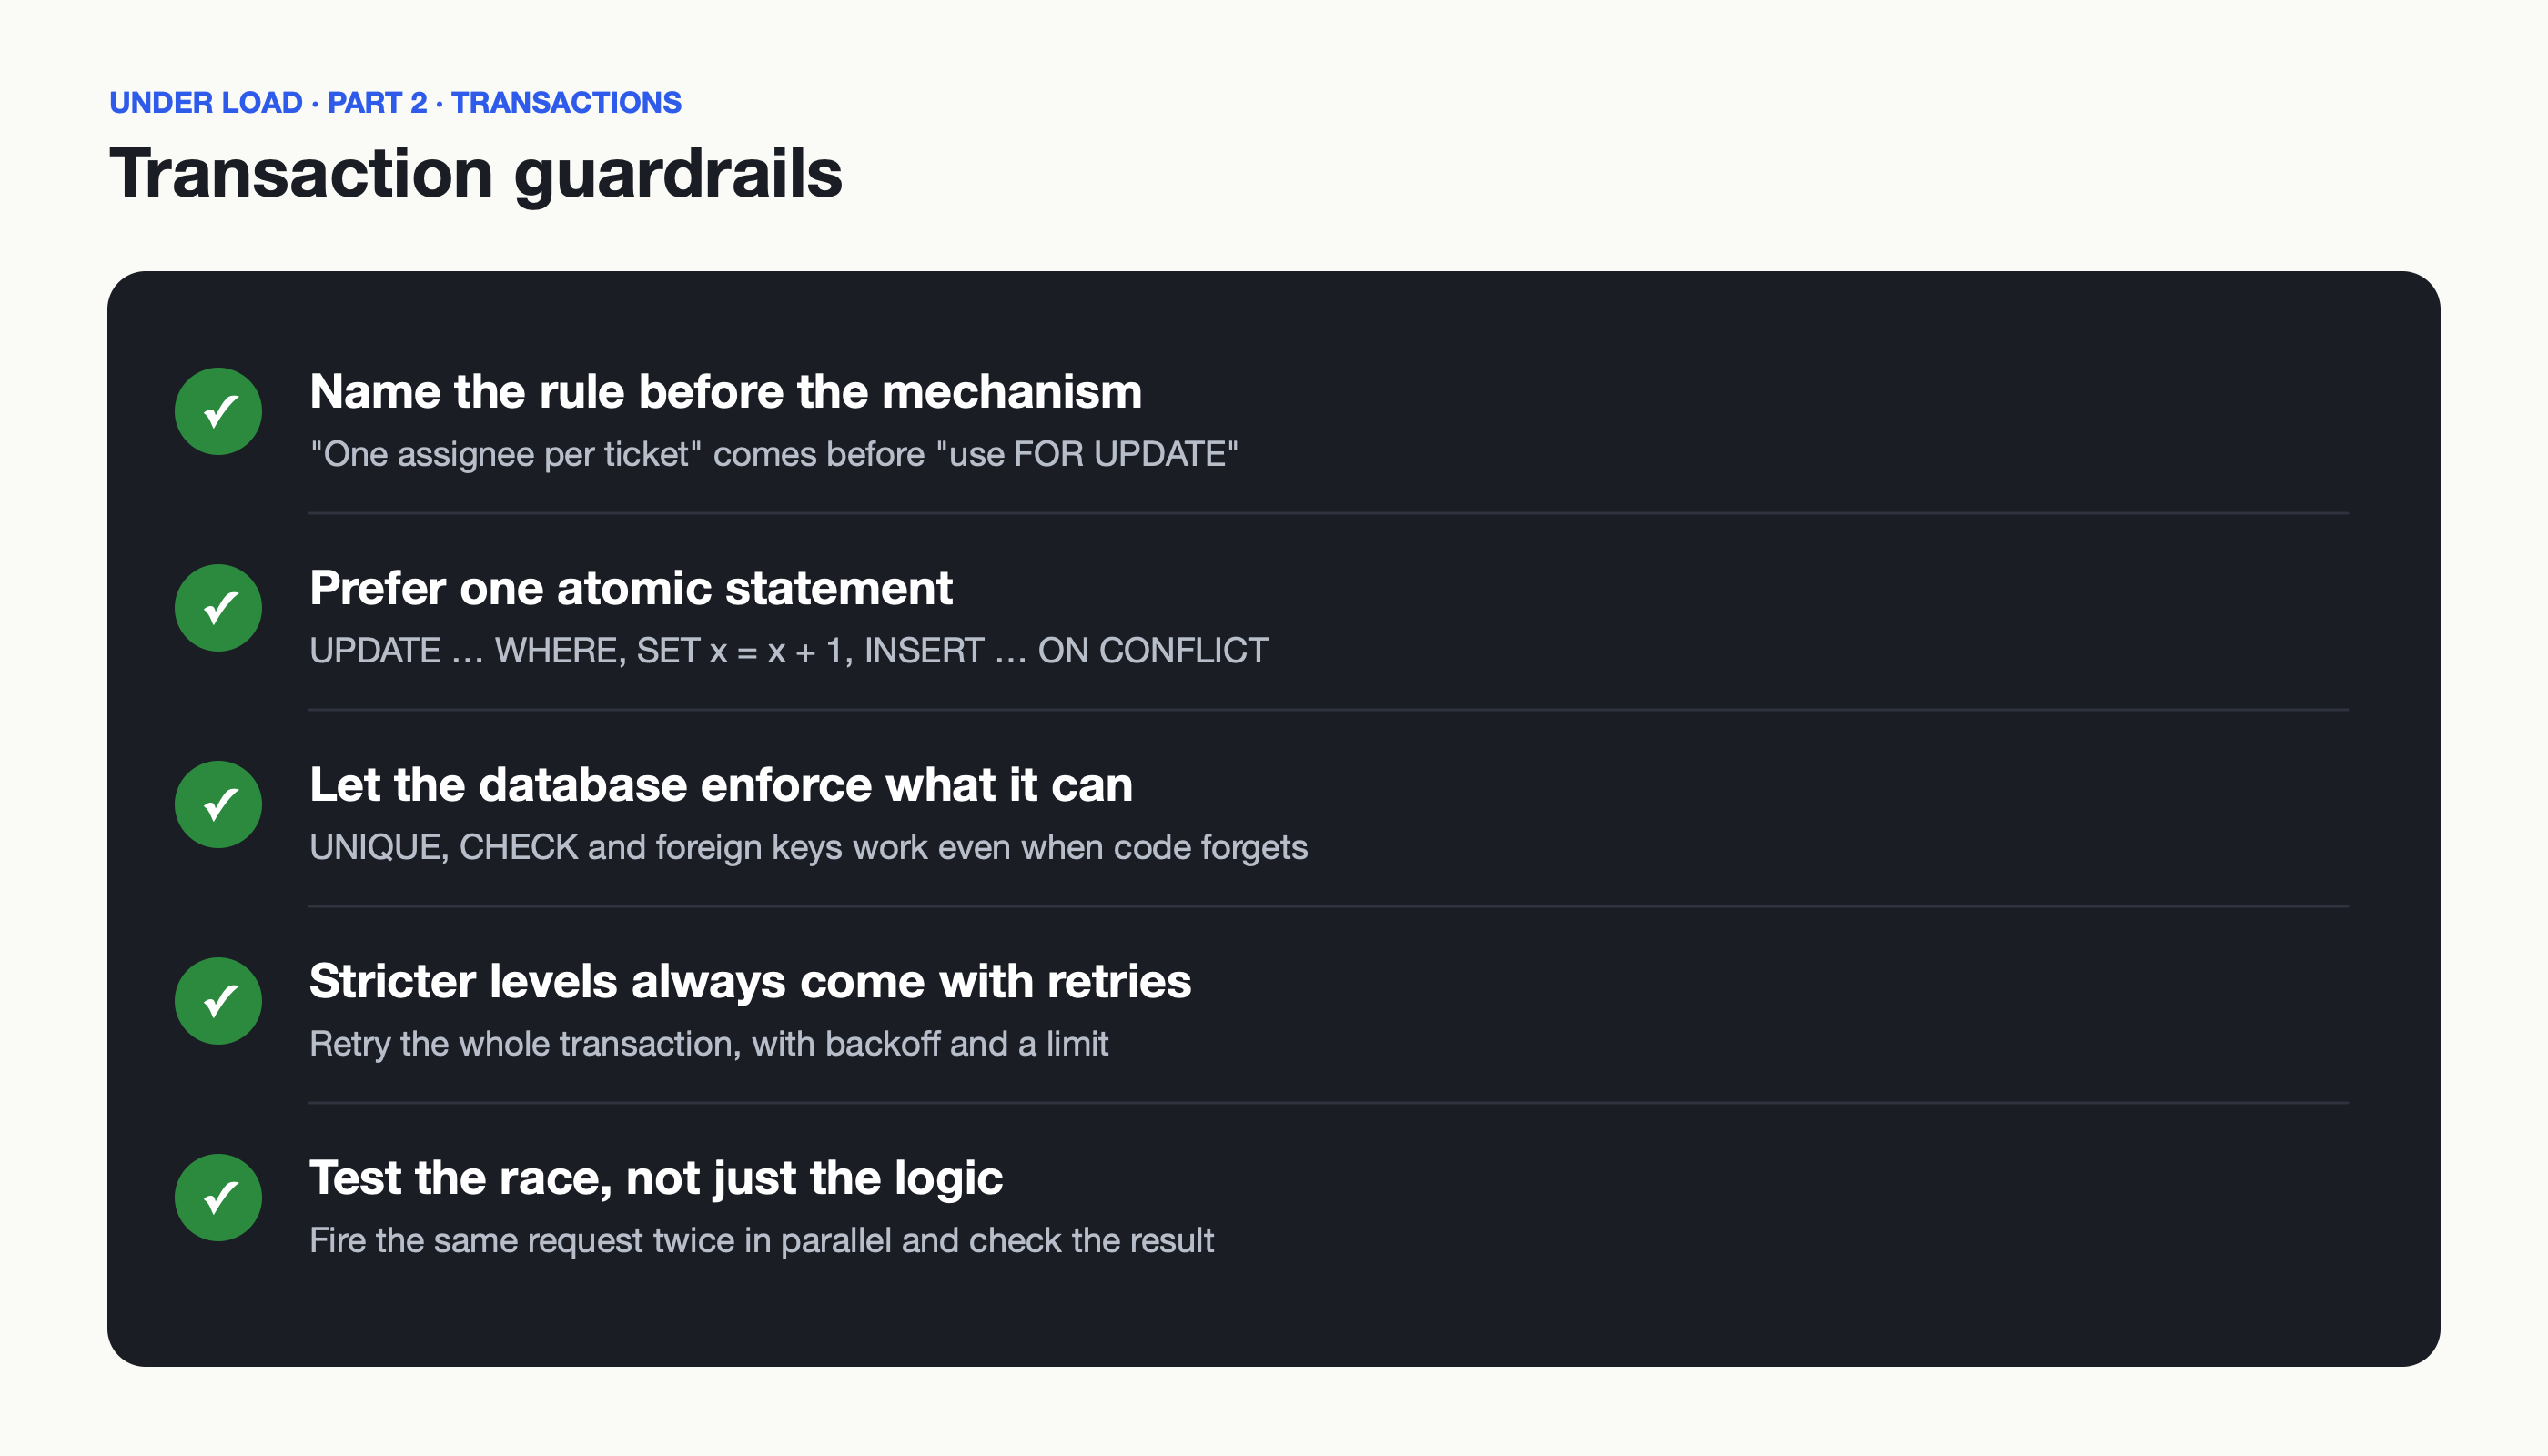 UNDER LOAD · PART 2 · TRANSACTIONS
Transaction guardrails
Name the rule before the mechanism
"One assignee per ticket" comes before "use FOR UPDATE"
Prefer one atomic statement
UPDATE … WHERE, SET x = x + 1, INSERT … ON CONFLICT
Let the database enforce what it can
UNIQUE, CHECK and foreign keys work even when code forgets
Stricter levels always come with retries
Retry the whole transaction, with backoff and a limit
Test the race, not just the logic
Fire the same request twice in parallel and check the result